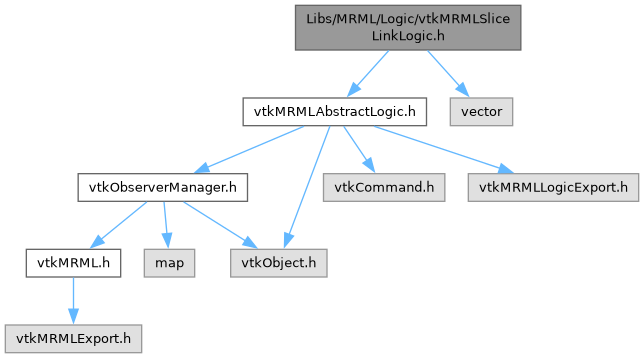 Libs/MRML/Logic/vtkMRMLSlice
LinkLogic.h
vtkMRMLAbstractLogic.h
vector
vtkObserverManager.h
vtkCommand.h
vtkMRMLLogicExport.h
vtkMRML.h
map
vtkObject.h
vtkMRMLExport.h